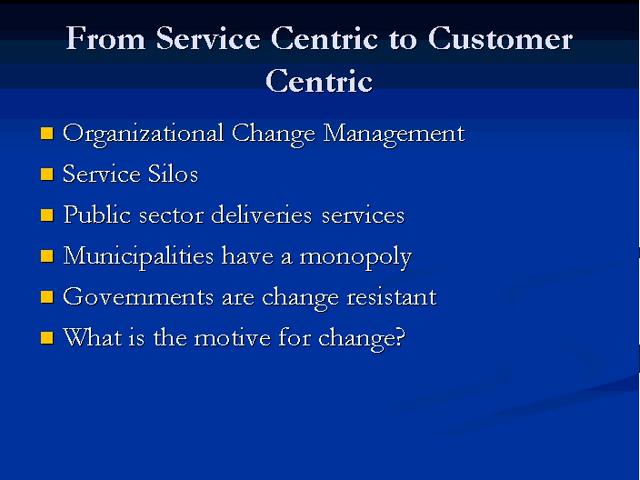 From Service Centric to Customer
Centric
Organizational Change Management
Service Silos
Public sector deliveries services
Municipalities have a monopoly
Governments are change resistant
What is the motive for change?